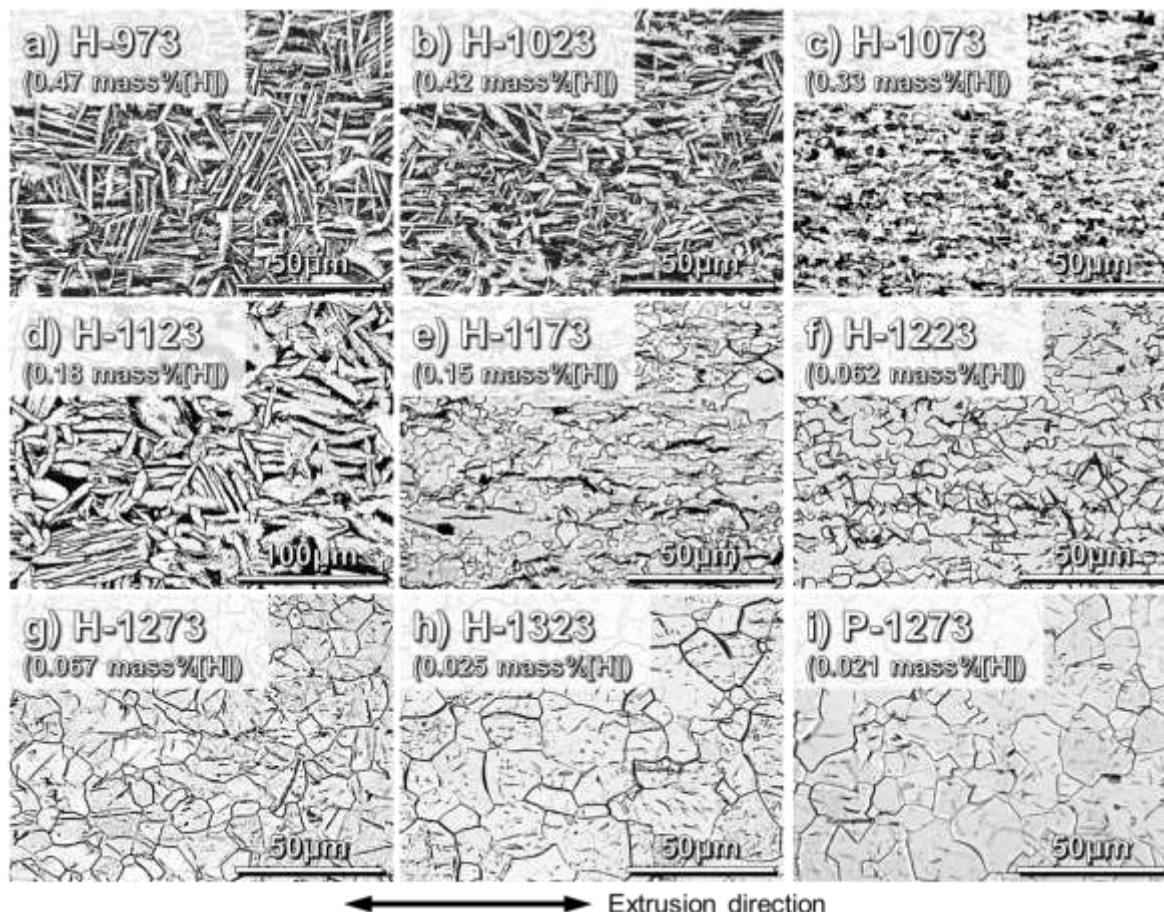 a) H-973
(0.47 mass%[H])
50μm
b) H-1023
(0.42 mass%[H])
50μm
c) H-1073
(0.33 mass%[H])
50μm
d) H-1123
(0.18 mass%[H])
100μm
e) H-1173
(0.15 mass%[H])
50μm
f) H-1223
(0.062 mass%[H])
50μm
g) H-1273
(0.067 mass%[H])
50μm
h) H-1323
(0.025 mass%[H])
50μm
i) P-1273
(0.021 mass%[H])
50μm
Extrusion direction